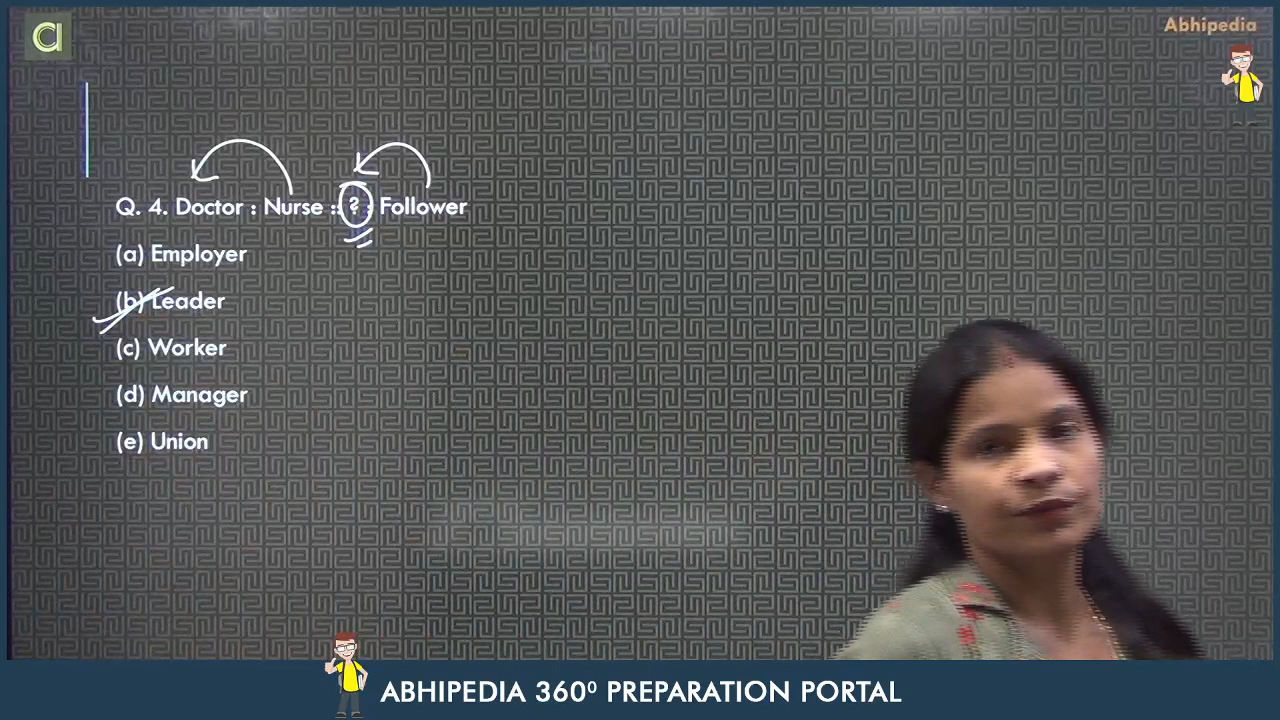 Abhipedia
Q. 4. Doctor : Nurse :: ? : Follower
(a) Employer
(b) Leader
(c) Worker
(d) Manager
(e) Union
ABHIPEDIA 360⁰ PREPARATION PORTAL